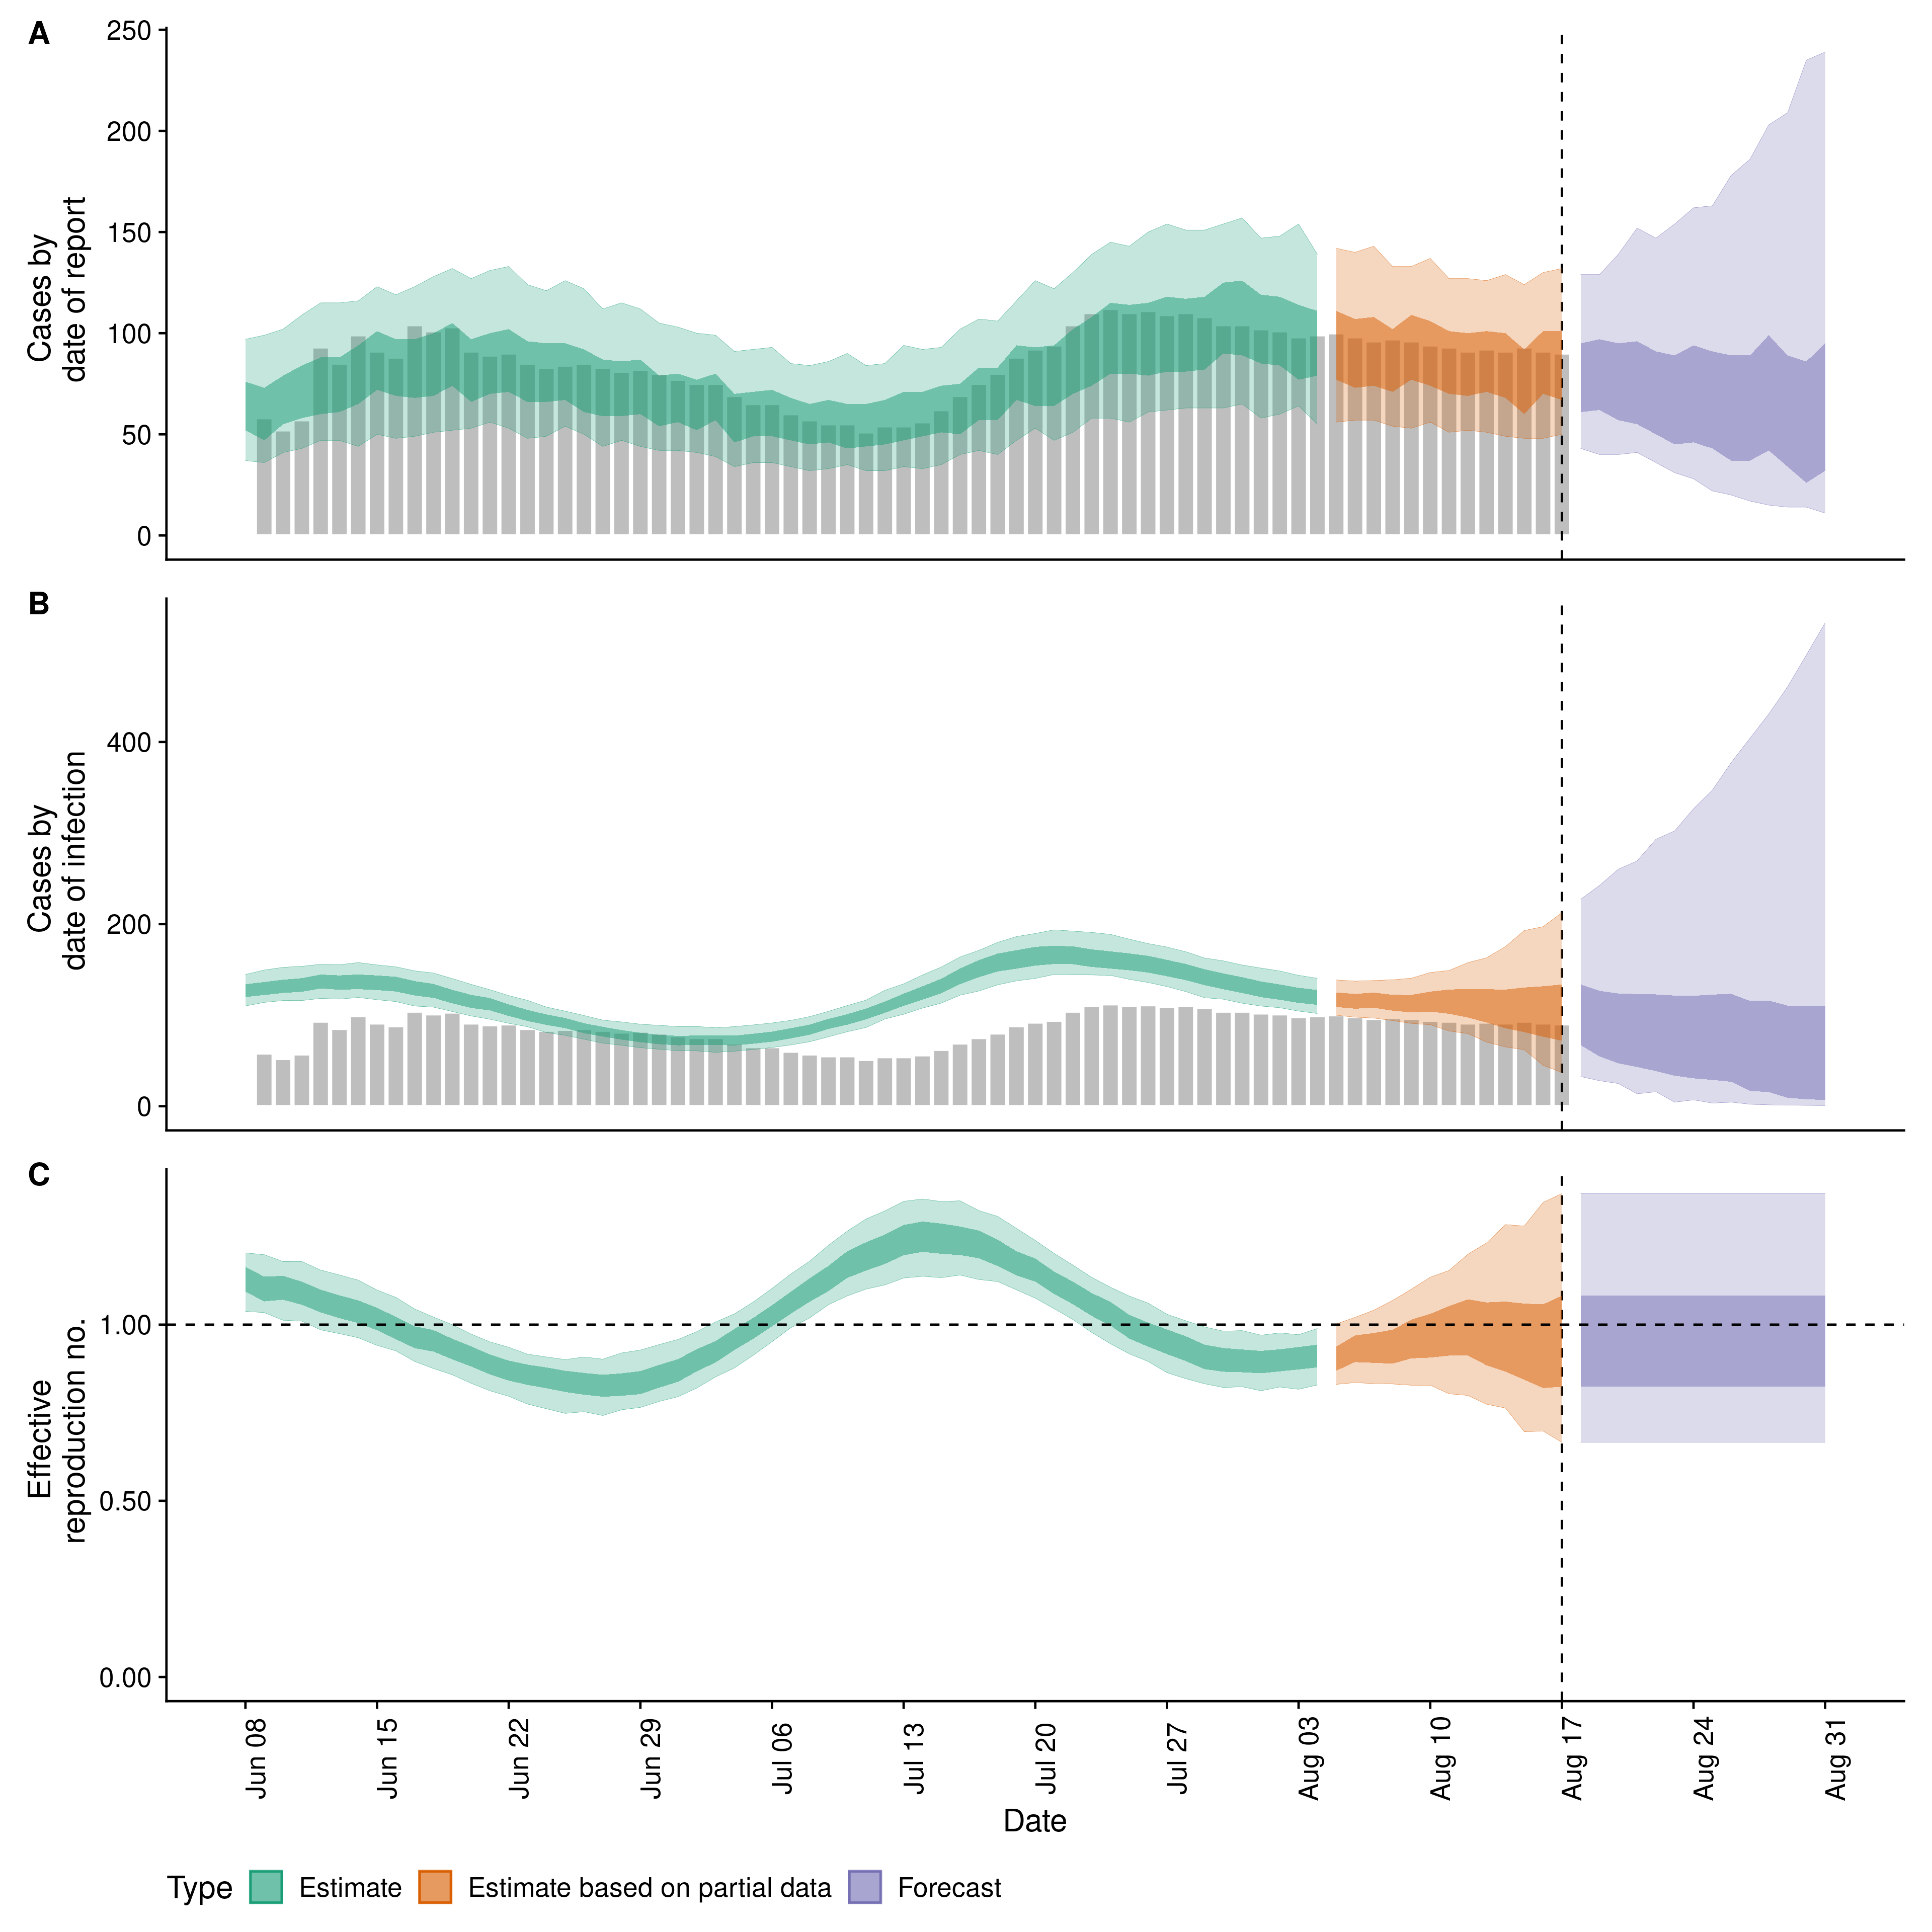 A
Cases by
date of report
250
200
150
100
50
0
B
Cases by
date of infection
400
200
0
C
Effective
reproduction no.
1.00
0.50
0.00
Jun 08
Jun 15
Jun 22
Jun 29
Jul 06
Jul 13
Jul 20
Jul 27
Aug 03
Aug 10
Aug 17
Aug 24
Aug 31
Date
Type Estimate Estimate based on partial data Forecast